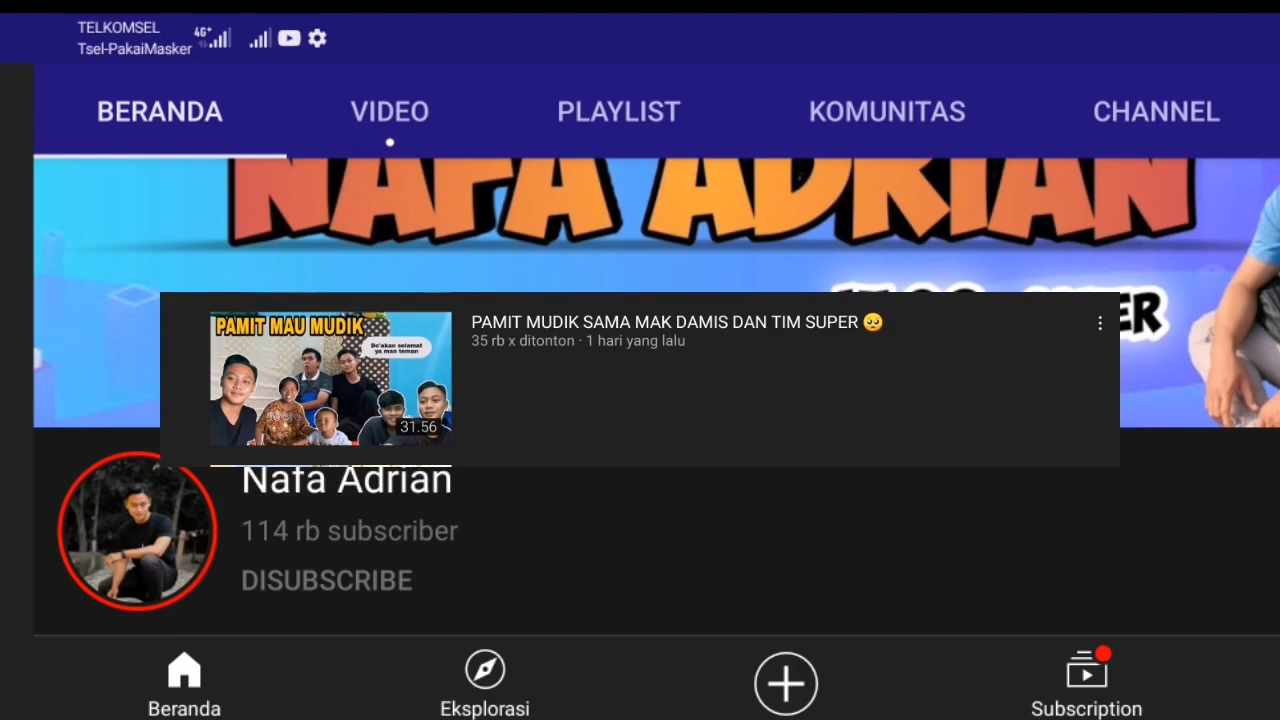 TELKOMSEL
Tsel-PakaiMasker
4G+
BERANDA
VIDEO
PLAYLIST
KOMUNITAS
CHANNEL
NAFA ADRIAN
PAMIT MAU MUDIK
Do'akan selamat
ya man teman
31.56
PAMIT MUDIK SAMA MAK DAMIS DAN TIM SUPER 🥺
35 rb x ditonton · 1 hari yang lalu
Nafa Adrian
114 rb subscriber
DISUBSCRIBE
Beranda
Eksplorasi
Subscription